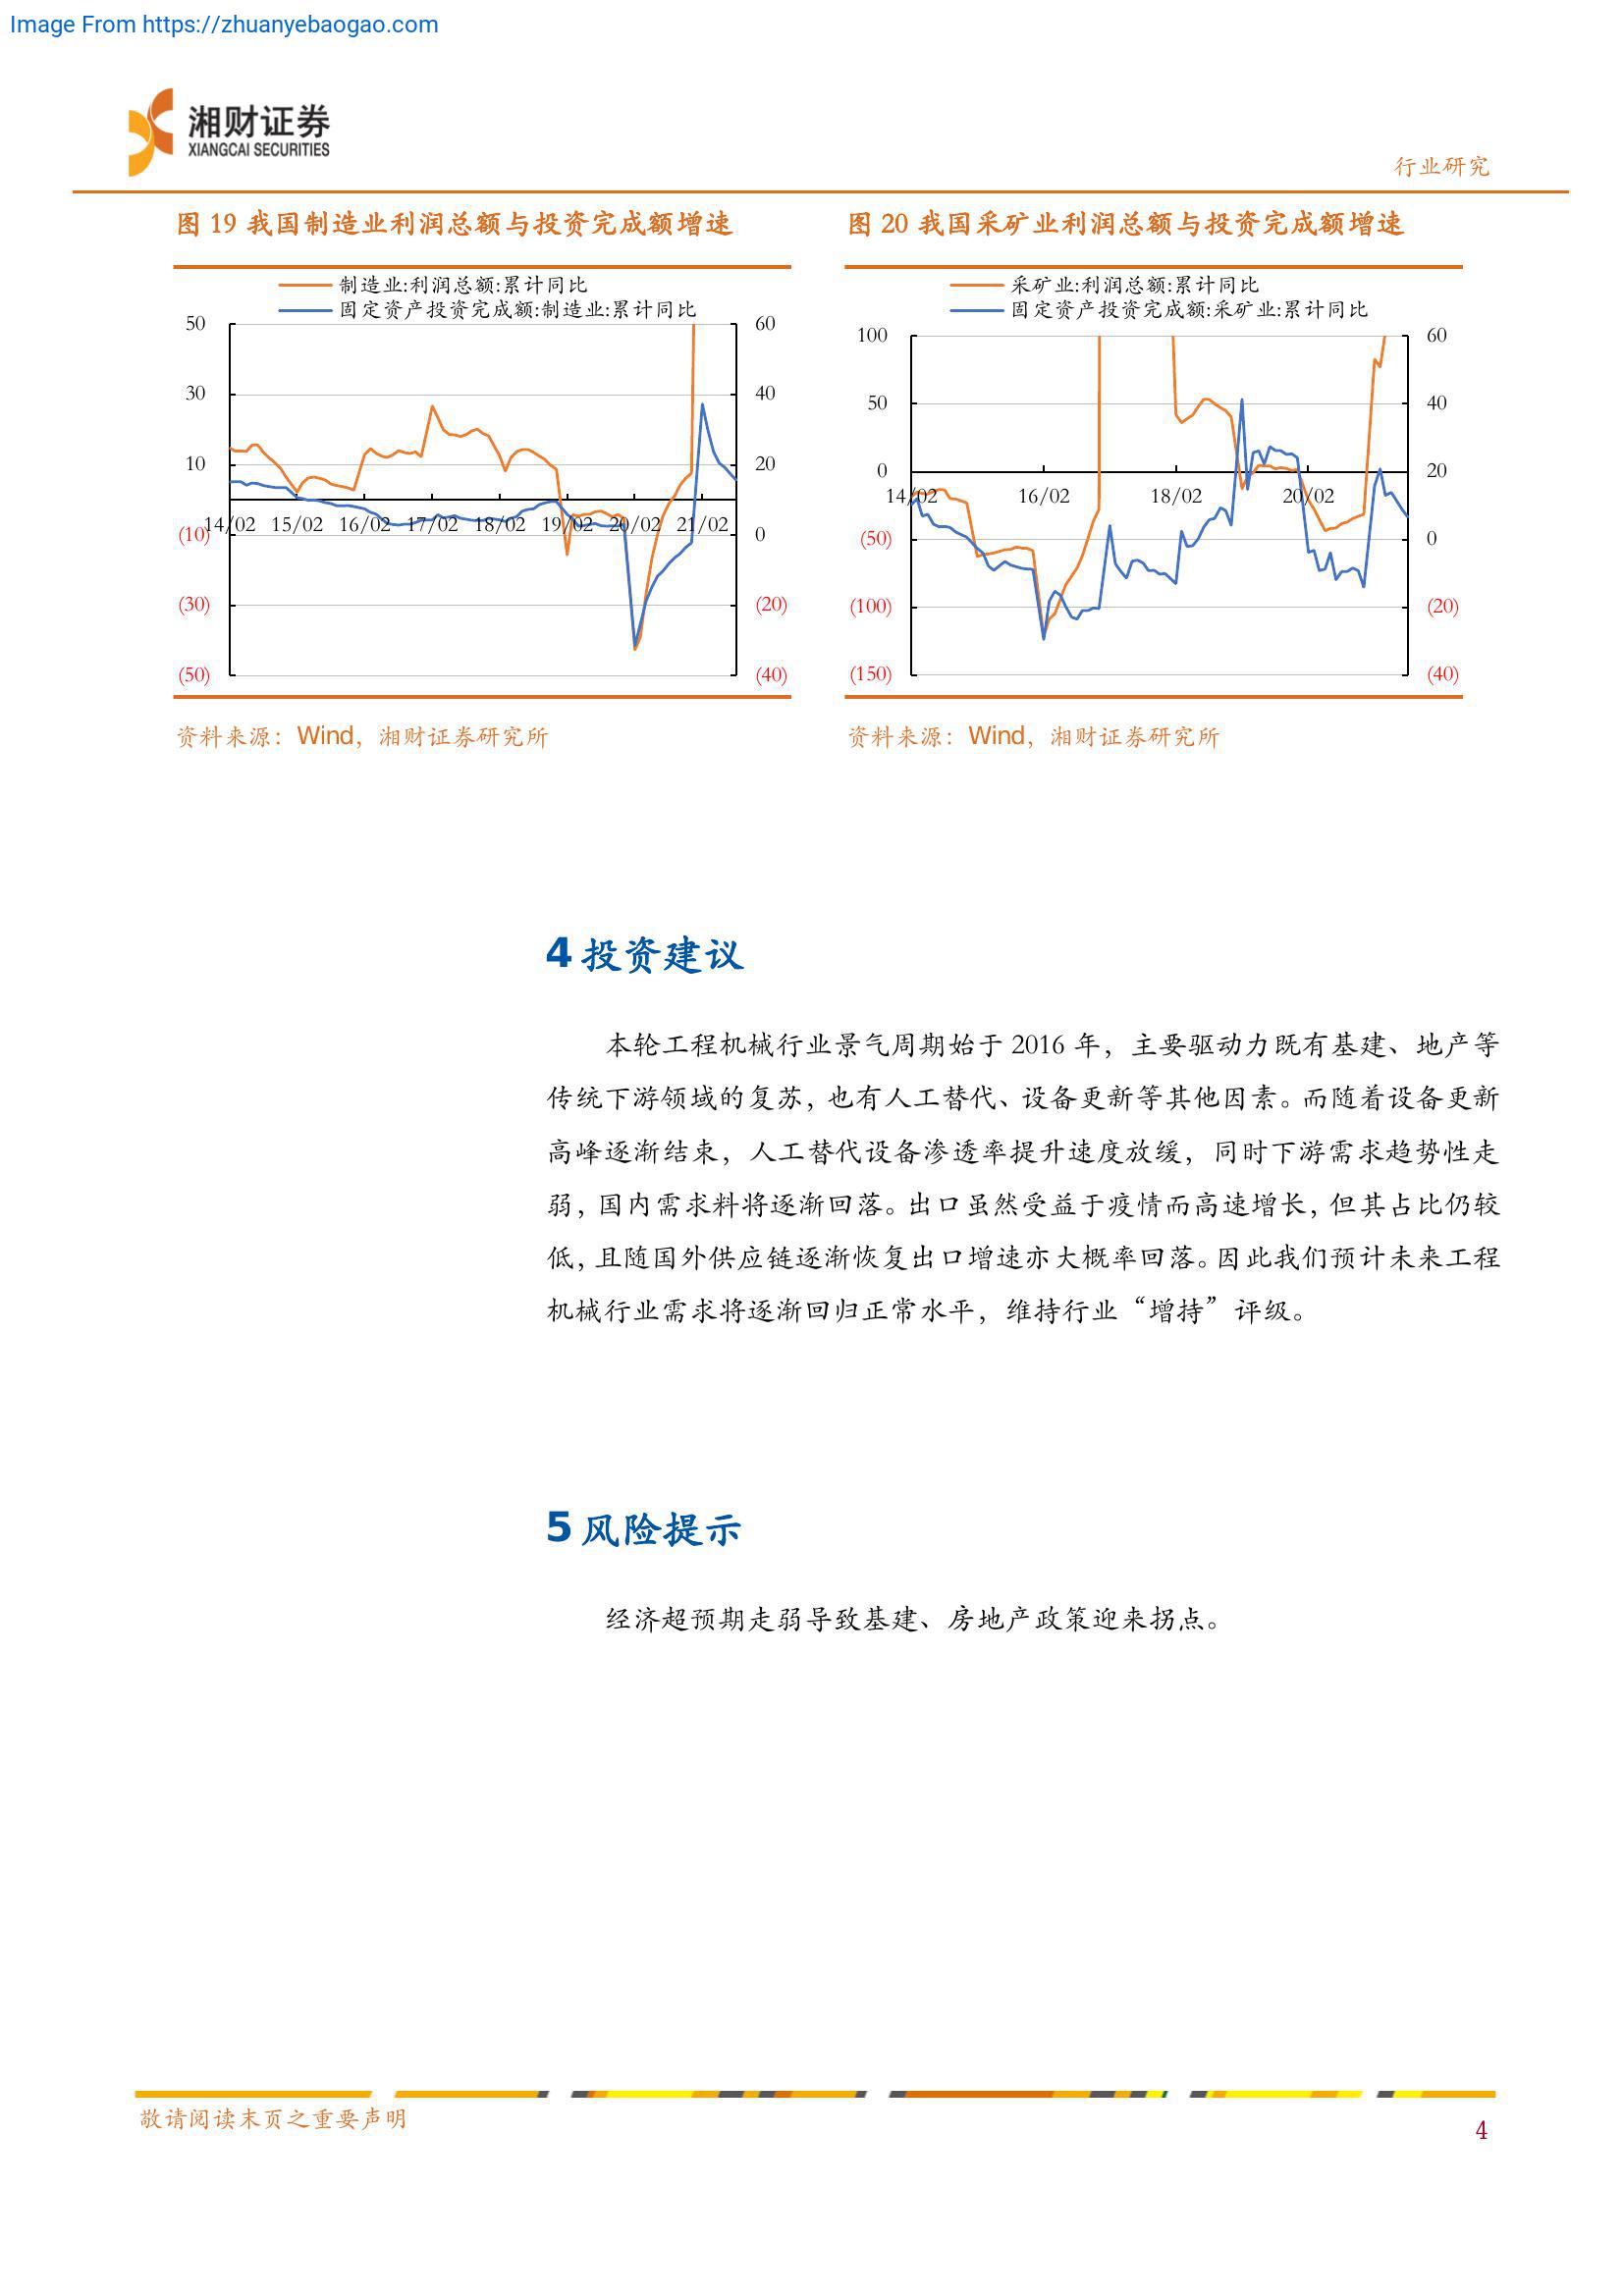 Image From https://zhuanyebaogao.com
湘财证券
XIANGCAI SECURITIES
行业研究
图 19 我国制造业利润总额与投资完成额增速
制造业:利润总额:累计同比
固定资产投资完成额:制造业:累计同比
50
30
10
(10)
(30)
(50)
60
40
20
0
(20)
(40)
14/02 15/02 16/02 17/02 18/02 19/02 20/02 21/02
资料来源：Wind，湘财证券研究所
图 20 我国采矿业利润总额与投资完成额增速
采矿业:利润总额:累计同比
固定资产投资完成额:采矿业:累计同比
100
50
0
(50)
(100)
(150)
60
40
20
0
(20)
(40)
14/02 16/02 18/02 20/02
资料来源：Wind，湘财证券研究所
4 投资建议
本轮工程机械行业景气周期始于 2016 年，主要驱动力既有基建、地产等
传统下游领域的复苏，也有人工替代、设备更新等其他因素。而随着设备更新
高峰逐渐结束，人工替代设备渗透率提升速度放缓，同时下游需求趋势性走
弱，国内需求料将逐渐回落。出口虽然受益于疫情而高速增长，但其占比仍较
低，且随国外供应链逐渐恢复出口增速亦大概率回落。因此我们预计未来工程
机械行业需求将逐渐回归正常水平，维持行业“增持”评级。
5 风险提示
经济超预期走弱导致基建、房地产政策迎来拐点。
敬请阅读末页之重要声明
4